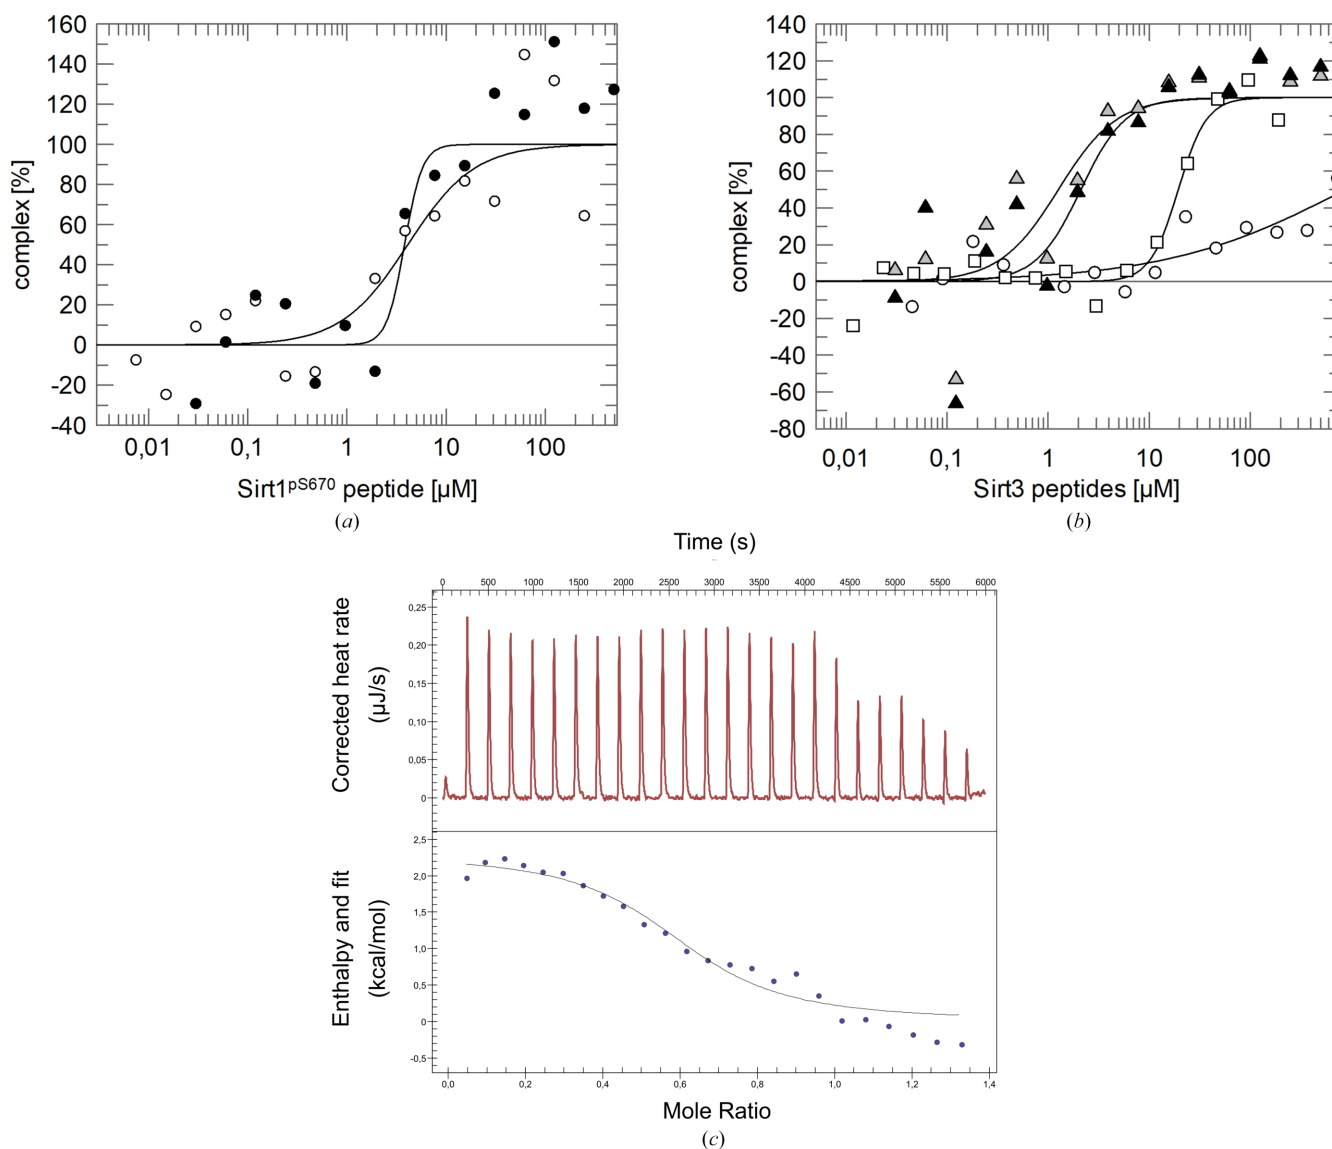 160
140
120
100
80
60
40
20
0
-20
-40
complex [%]
0,01 0,1 1 10 100
Sirt1pS670 peptide [µM]
(a)
140
120
100
80
60
40
20
0
-20
-40
-60
-80
complex [%]
0,01 0,1 1 10 100
Sirt3 peptides [µM]
(b)
Time (s)
0 500 1000 1500 2000 2500 3000 3500 4000 4500 5000 5500 6000
Corrected heat rate
(µJ/s)
0,25
0,20
0,15
0,10
0,05
0
Enthalpy and fit
(kcal/mol)
2,5
2,0
1,5
1,0
0,5
0
-0,5
0,0 0,2 0,4 0,6 0,8 1,0 1,2 1,4
Mole Ratio
(c)